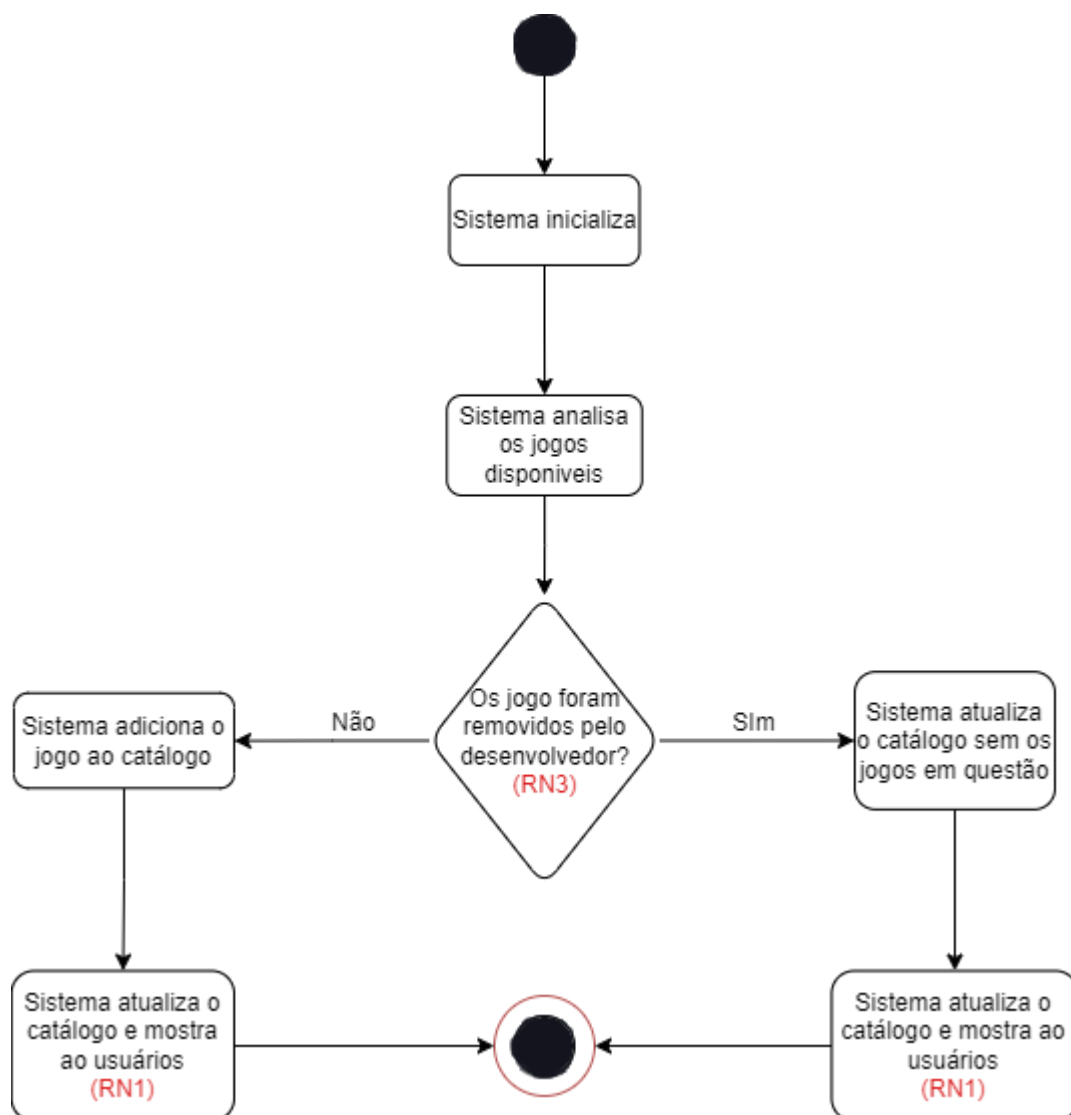 Sistema inicializa
Sistema analisa
os jogos
disponiveis
Os jogo foram
removidos pelo
desenvolvedor?
(RN3)
Não
SIm
Sistema adiciona o
jogo ao catálogo
Sistema atualiza
o catálogo sem os
jogos em questão
Sistema atualiza o
catálogo e mostra
ao usuários
(RN1)
Sistema atualiza o
catálogo e mostra ao
usuários
(RN1)